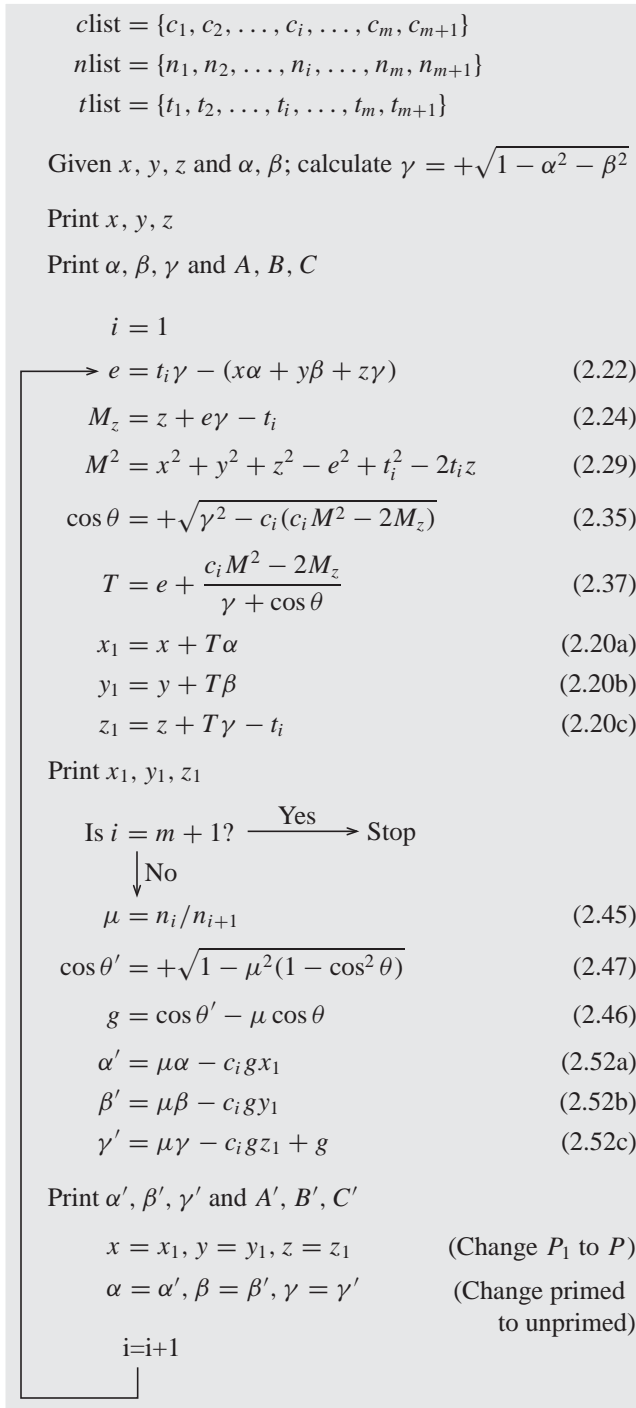 clist = {c₁, c₂, . . . , cᵢ, . . . , cₘ, cₘ₊₁}
nlist = {n₁, n₂, . . . , nᵢ, . . . , nₘ, nₘ₊₁}
tlist = {t₁, t₂, . . . , tᵢ, . . . , tₘ, tₘ₊₁}
Given x, y, z and α, β; calculate γ = +√(1 − α² − β²)
Print x, y, z
Print α, β, γ and A, B, C
i = 1
e = tᵢγ − (xα + yβ + zγ) (2.22)
M_z = z + eγ − tᵢ (2.24)
M² = x² + y² + z² − e² + tᵢ² − 2tᵢz (2.29)
cos θ = +√(γ² − cᵢ(cᵢM² − 2M_z)) (2.35)
T = e + (cᵢM² − 2M_z)/(γ + cos θ) (2.37)
x₁ = x + Tα (2.20a)
y₁ = y + Tβ (2.20b)
z₁ = z + Tγ − tᵢ (2.20c)
Print x₁, y₁, z₁
Is i = m + 1? Yes Stop
No
μ = nᵢ/nᵢ₊₁ (2.45)
cos θ′ = +√(1 − μ²(1 − cos² θ)) (2.47)
g = cos θ′ − μ cos θ (2.46)
α′ = μα − cᵢgx₁ (2.52a)
β′ = μβ − cᵢgy₁ (2.52b)
γ′ = μγ − cᵢgz₁ + g (2.52c)
Print α′, β′, γ′ and A′, B′, C′
x = x₁, y = y₁, z = z₁ (Change P₁ to P)
α = α′, β = β′, γ = γ′ (Change primed
to unprimed)
i=i+1